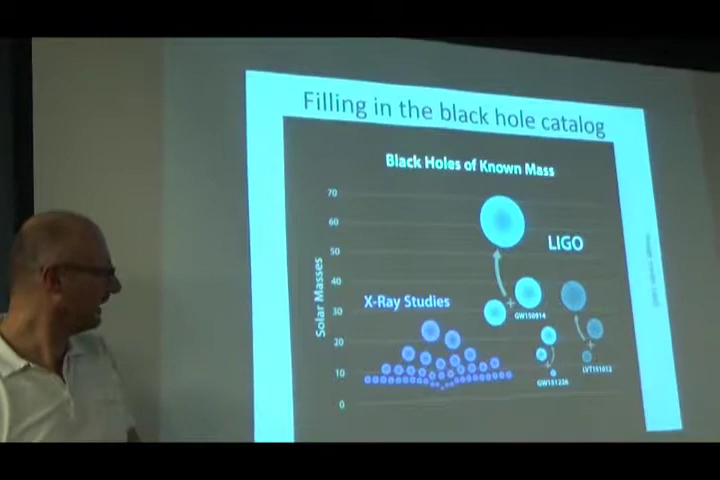 Filling in the black hole catalog
Black Holes of Known Mass
70
60
50
40
30
20
10
0
Solar Masses
X-Ray Studies
LIGO
GW150914
GW151226
LVT151012